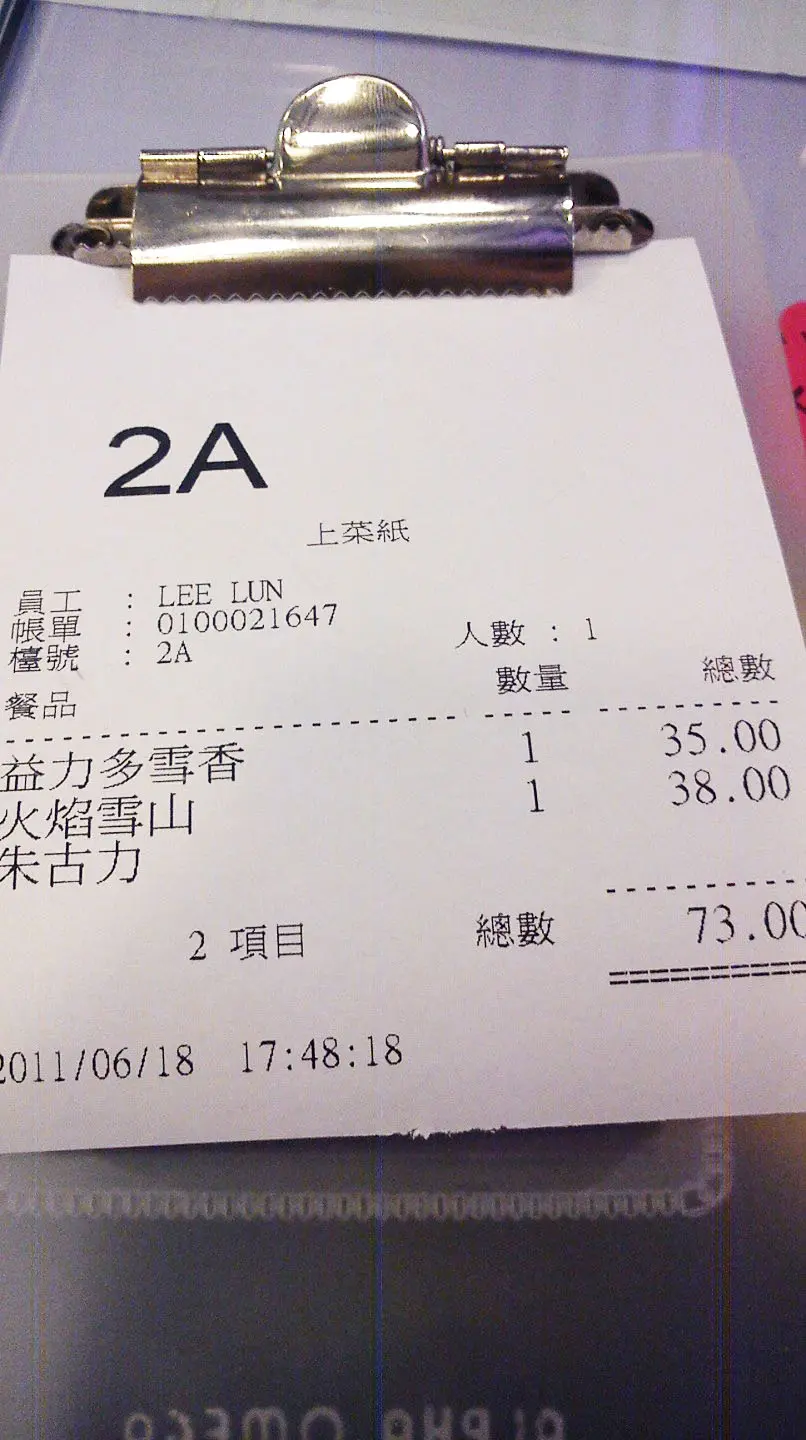 2A
上菜紙
員工 : LEE LUN
帳單 : 0100021647
檯號 : 2A 人數 : 1
餐品 數量 總數
益力多雪香 1 35.00
火焰雪山 1 38.00
朱古力
2 項目 總數 73.00
2011/06/18 17:48:18